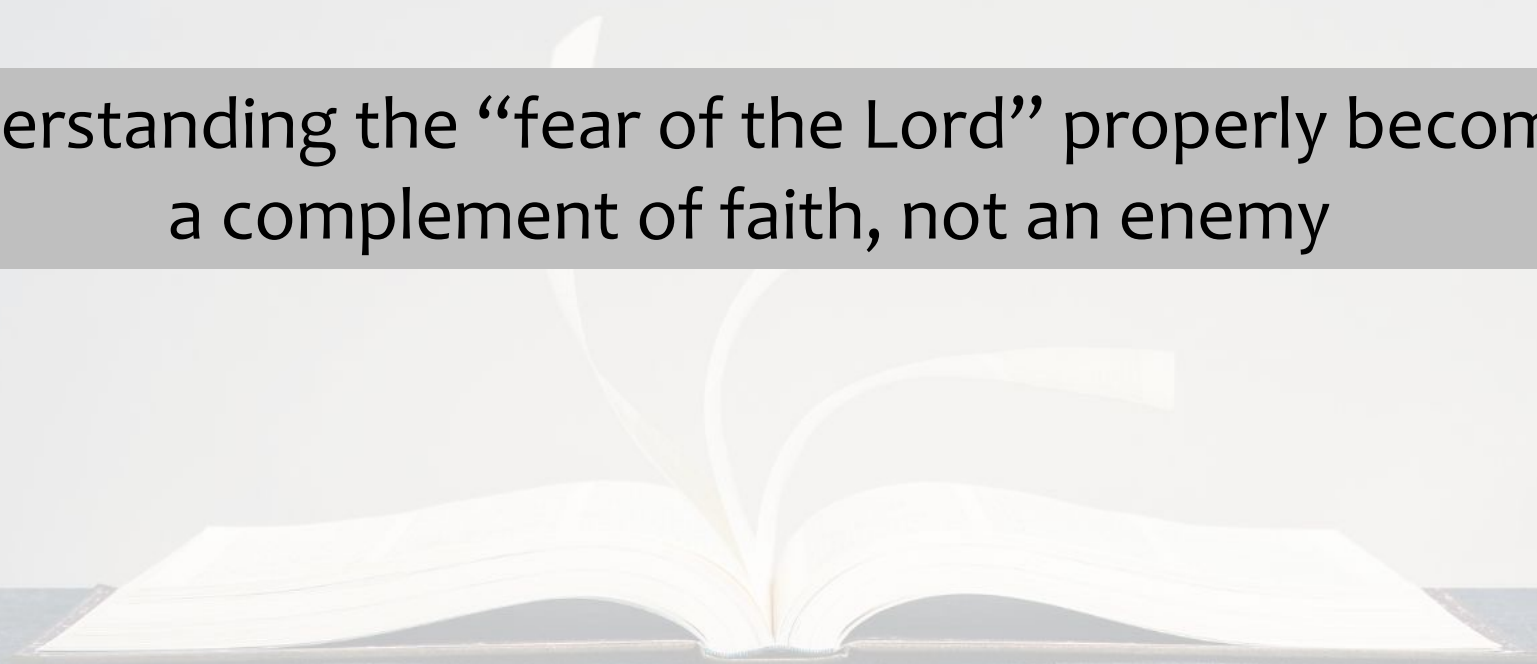 erstanding the “fear of the Lord” properly becom
a complement of faith, not an enemy